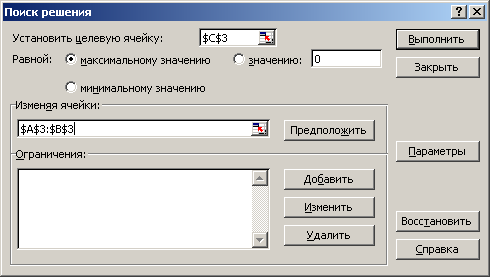 Поиск решения
Установить целевую ячейку: $C$3 Выполнить
Равной: максимальному значению значению: 0 Закрыть
минимальному значению
Изменяя ячейки:
$A$3:$B$3 Предположить
Ограничения: Параметры
Добавить
Изменить Восстановить
Удалить Справка